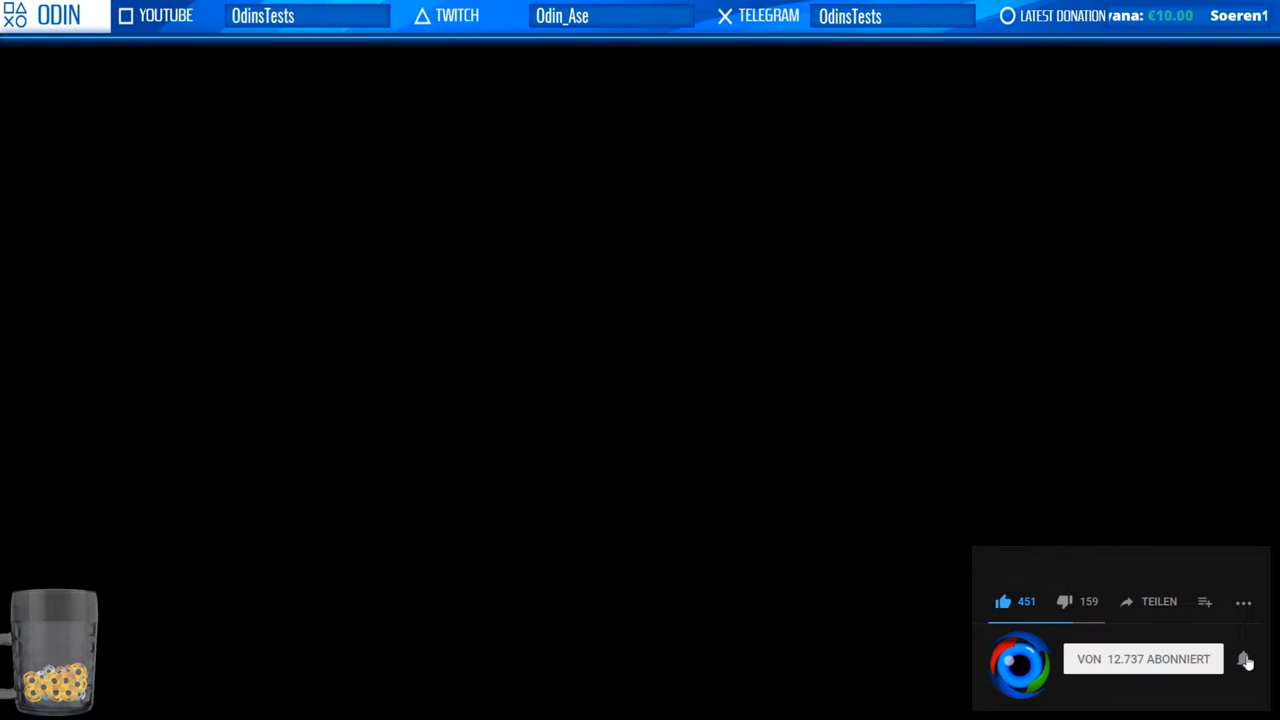 ODIN YOUTUBE OdinsTests TWITCH Odin_Ase TELEGRAM OdinsTests LATEST DONATION ana: €10.00 Soeren1
451 159 TEILEN
VON 12.737 ABONNIERT